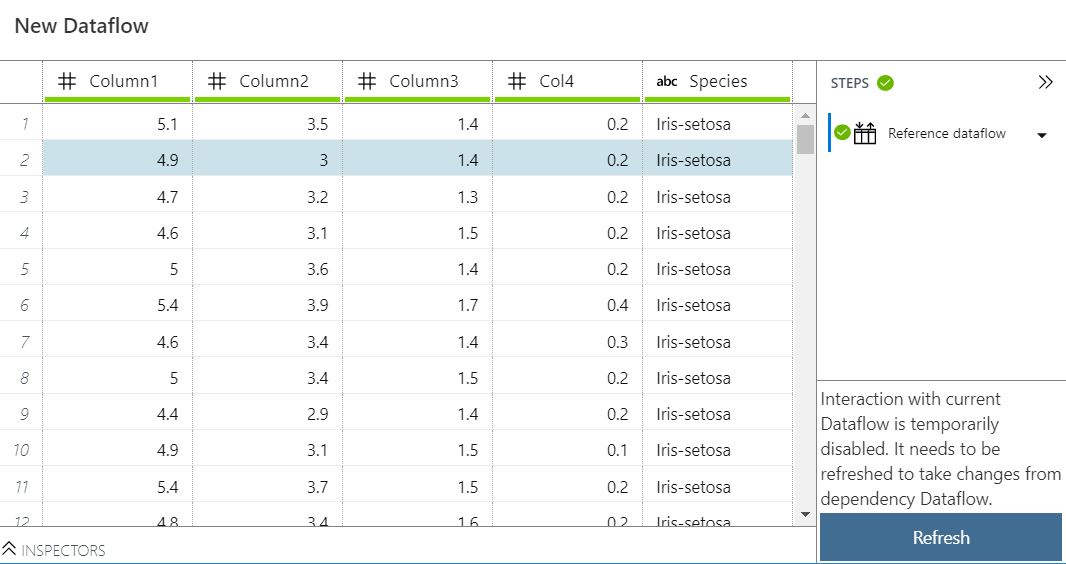 New Dataflow
# Column1 # Column2 # Column3 # Col4 abc Species
1 5.1 3.5 1.4 0.2 Iris-setosa
2 4.9 3 1.4 0.2 Iris-setosa
3 4.7 3.2 1.3 0.2 Iris-setosa
4 4.6 3.1 1.5 0.2 Iris-setosa
5 5 3.6 1.4 0.2 Iris-setosa
6 5.4 3.9 1.7 0.4 Iris-setosa
7 4.6 3.4 1.4 0.3 Iris-setosa
8 5 3.4 1.5 0.2 Iris-setosa
9 4.4 2.9 1.4 0.2 Iris-setosa
10 4.9 3.1 1.5 0.1 Iris-setosa
11 5.4 3.7 1.5 0.2 Iris-setosa
12 4.8 3.4 1.6 0.2 Iris-setosa
INSPECTORS
STEPS
Reference dataflow
Interaction with current
Dataflow is temporarily
disabled. It needs to be
refreshed to take changes from
dependency Dataflow.
Refresh